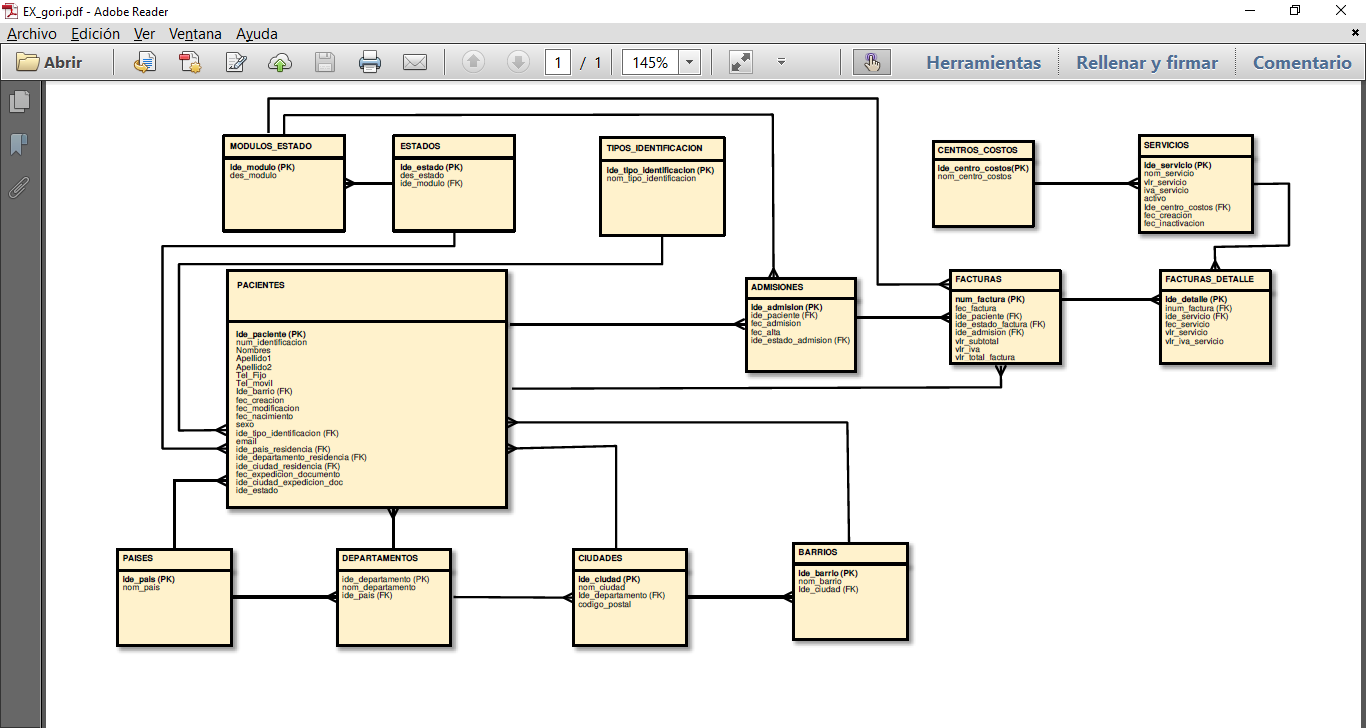 EX_gori.pdf - Adobe Reader
Archivo Edición Ver Ventana Ayuda
Abrir 1 / 1 145% Herramientas Rellenar y firmar Comentario
MODULOS_ESTADO
Ide_modulo (PK)
des_modulo
ESTADOS
Ide_estado (PK)
des_estado
ide_modulo (FK)
TIPOS_IDENTIFICACION
Ide_tipo_Identificacion (PK)
nom_tipo_identificacion
CENTROS_COSTOS
Ide_centro_costos(PK)
nom_centro_costos
SERVICIOS
Ide_servicio (PK)
nom_servicio
vlr_servicio
iva_servicio
activo
Ide_centro_costos (FK)
fec_creacion
fec_inactivacion
PACIENTES
Ide_paciente (PK)
num_identificacion
Nombres
Apellido1
Apellido2
Tel_Fijo
Tel_movil
Ide_barrio (FK)
fec_creacion
fec_modificacion
fec_nacimiento
sexo
ide_tipo_identificacion (FK)
email
ide_pais_residencia (FK)
ide_departamento_residencia (FK)
ide_ciudad_residencia (FK)
fec_expedicion_documento
ide_ciudad_expedicion_doc
ide_estado
ADMISIONES
Ide_admision (PK)
ide_paciente (FK)
fec_admision
fec_alta
ide_estado_admision (FK)
FACTURAS
num_factura (PK)
fec_factura
ide_paciente (FK)
ide_estado_factura (FK)
ide_admision (FK)
vlr_subtotal
vlr_iva
vlr_total_factura
FACTURAS_DETALLE
Ide_detalle (PK)
inum_factura (FK)
ide_servicio (FK)
fec_servicio
vlr_servicio
vlr_iva_servicio
PAISES
Ide_pais (PK)
nom_pais
DEPARTAMENTOS
ide_departamento (PK)
nom_departamento
ide_pais (FK)
CIUDADES
Ide_ciudad (PK)
nom_ciudad
Ide_departamento (FK)
codigo_postal
BARRIOS
Ide_barrio (PK)
nom_barrio
Ide_ciudad (FK)